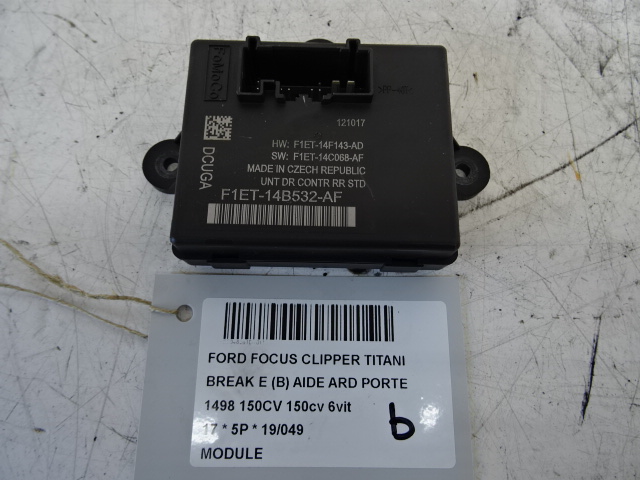 FoMoCo
121017
HW: F1ET-14F143-AD
SW: F1ET-14C068-AF
MADE IN CZECH REPUBLIC
UNT DR CONTR RR STD
DCUGA
F1ET-14B532-AF
FORD FOCUS CLIPPER TITANI
BREAK E (B) AIDE ARD PORTE
1498 150CV 150cv 6vit
17 * 5P * 19/049
MODULE
b